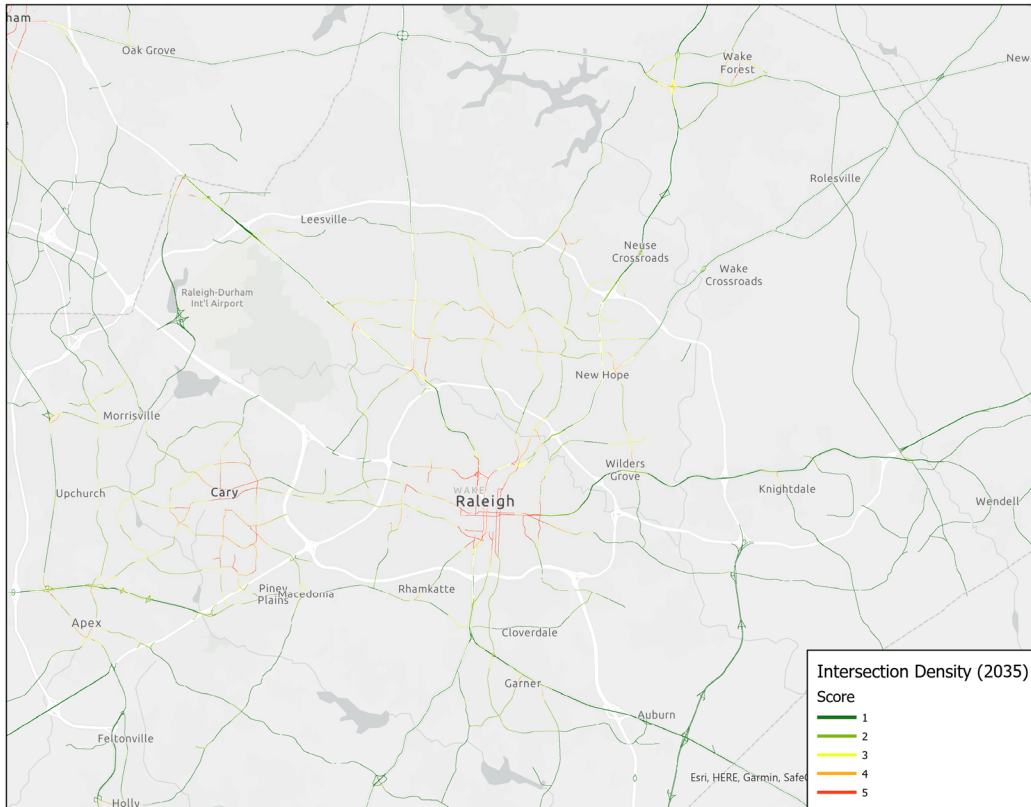 ham
Oak Grove
Wake
Forest
New
Rolesville
Leesville
Neuse
Crossroads
Wake
Crossroads
Raleigh-Durham
Int'l Airport
New Hope
Morrisville
Upchurch
Cary
WAKE
Raleigh
Wilders
Grove
Knightdale
Wendell
Piney
Plains
Macedonia
Rhamkatte
Apex
Cloverdale
Garner
Auburn
Feltonville
Holly
Intersection Density (2035)
Score
1
2
3
4
5
Esri, HERE, Garmin, Safe